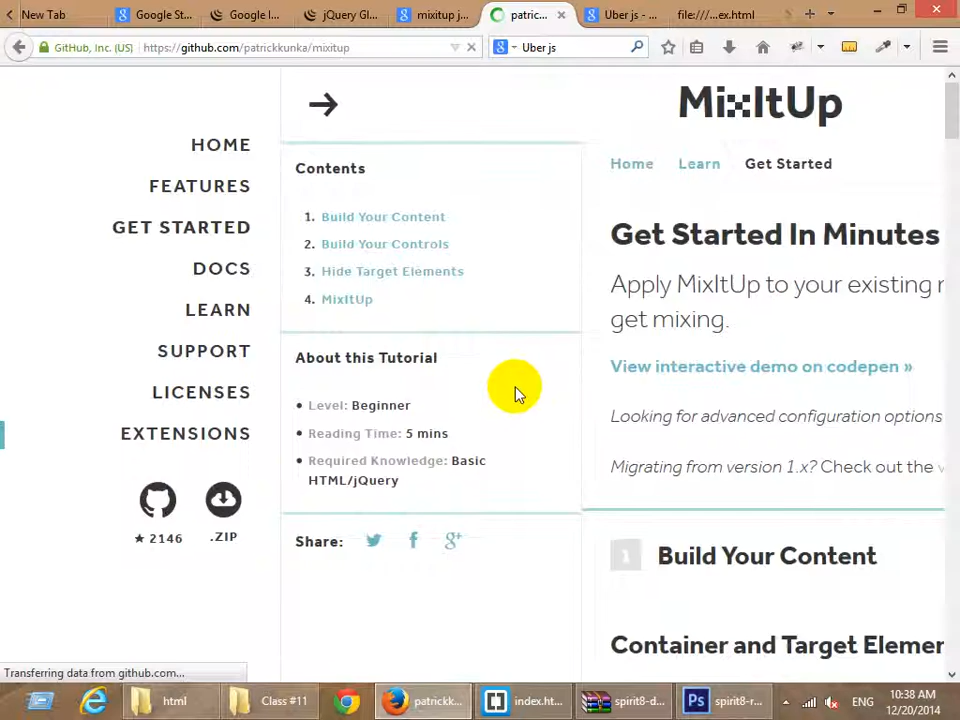 New Tab
Google St...
Google I...
jQuery Gl...
mixitup j...
patric...
Uber js - ...
file:///...ex.html
GitHub, Inc. (US)
https://github.com/patrickkunka/mixitup
Uber js
HOME
FEATURES
GET STARTED
DOCS
LEARN
SUPPORT
LICENSES
EXTENSIONS
★ 2146
.ZIP
Contents
1. Build Your Content
2. Build Your Controls
3. Hide Target Elements
4. MixItUp
About this Tutorial
• Level: Beginner
• Reading Time: 5 mins
• Required Knowledge: Basic
HTML/jQuery
Share:
MixItUp
Home
Learn
Get Started
Get Started In Minutes
Apply MixItUp to your existing
get mixing.
View interactive demo on codepen »
Looking for advanced configuration options
Migrating from version 1.x? Check out the
1
Build Your Content
Container and Target Elemen
Transferring data from github.com...
html
Class #11
patrickk...
index.ht...
spirit8-d...
spirit8-r...
ENG
10:38 AM
12/20/2014